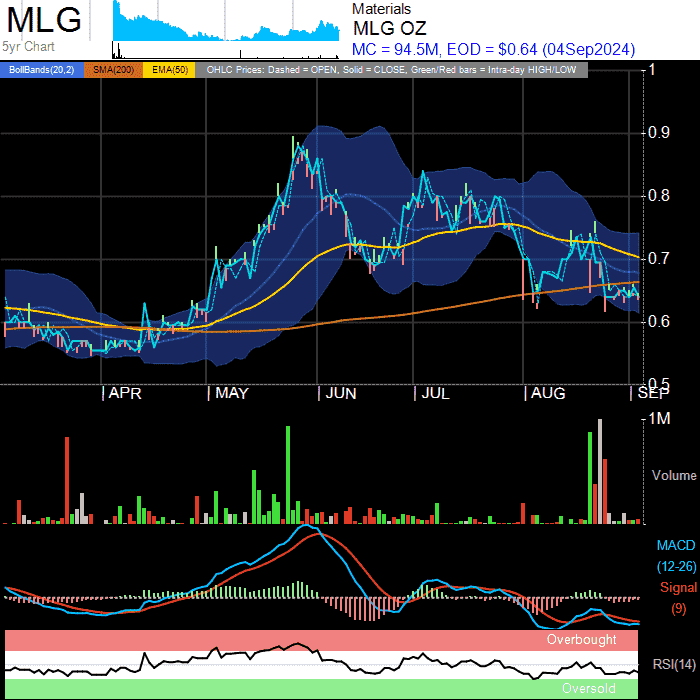 MLG
5yr Chart
Materials
MLG OZ
MC = 94.5M, EOD = $0.64 (04Sep2024)
BollBands(20,2) SMA(200) EMA(50) OHLC Prices: Dashed = OPEN, Solid = CLOSE, Green/Red bars = Intra-day HIGH/LOW
1
0.9
0.8
0.7
0.6
0.5
APR MAY JUN JUL AUG SEP
1M
Volume
MACD
(12-26)
Signal
(9)
Overbought
RSI(14)
Oversold